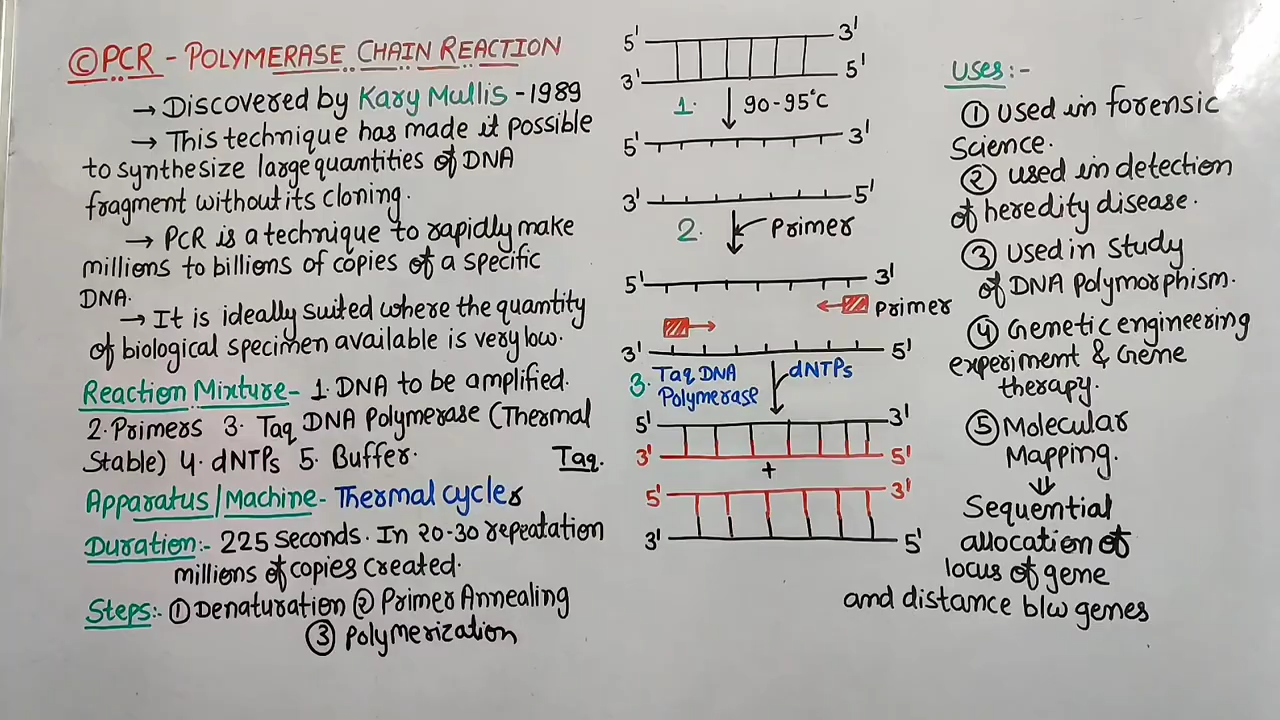 ©PCR - POLYMERASE CHAIN REACTION
→ Discovered by Kary Mullis - 1989
→ This technique has made it possible
to synthesize large quantities of DNA
fragment without its cloning.
→ PCR is a technique to rapidly make
millions to billions of copies of a specific
DNA.
→ It is ideally suited where the quantity
of biological specimen available is very low.
Reaction Mixture- 1. DNA to be amplified.
2. Primers 3. Taq DNA Polymerase (Thermal
Stable) 4. dNTPs 5. Buffer. Taq.
Apparatus/Machine- Thermal cycler
Duration:- 225 seconds. In 20-30 repeatation
millions of copies created.
Steps:- ① Denaturation ② Primer Annealing
③ polymerization
5' 3'
3' 5'
1. 90-95°C
5' 3'
3' 5'
2. Primer
5' 3'
Primer
3' 5'
3. Taq DNA dNTPs
Polymerase
5' 3'
3' 5'
+
5' 3'
3' 5'
Uses:-
① used in forensic
science.
② used in detection
of heredity disease.
③ used in study
of DNA Polymorphism.
④ Genetic engineering
experiment & Gene
therapy.
⑤ Molecular
Mapping.
⇓
Sequential
allocation of
locus of gene
and distance b/w genes